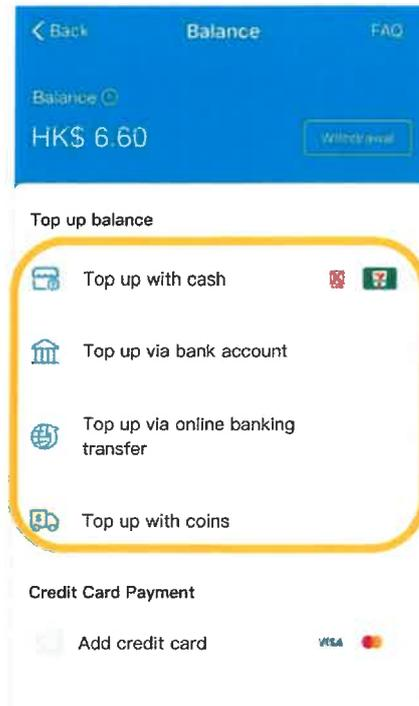 Back Balance FAQ
Balance
HK$ 6.60 Withdrawal
Top up balance
Top up with cash
Top up via bank account
Top up via online banking
transfer
Top up with coins
Credit Card Payment
Add credit card VISA